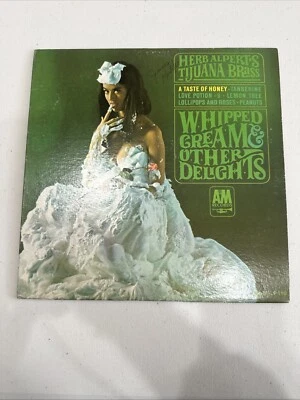 HERB ALPERT'S
TIJUANA BRASS
A TASTE OF HONEY • TANGERINE
LOVE POTION #9 • LEMON TREE
LOLLIPOPS AND ROSES • PEANUTS
WHIPPED
CREAM &
OTHER
DELIGHTS
A&M
RECORDS